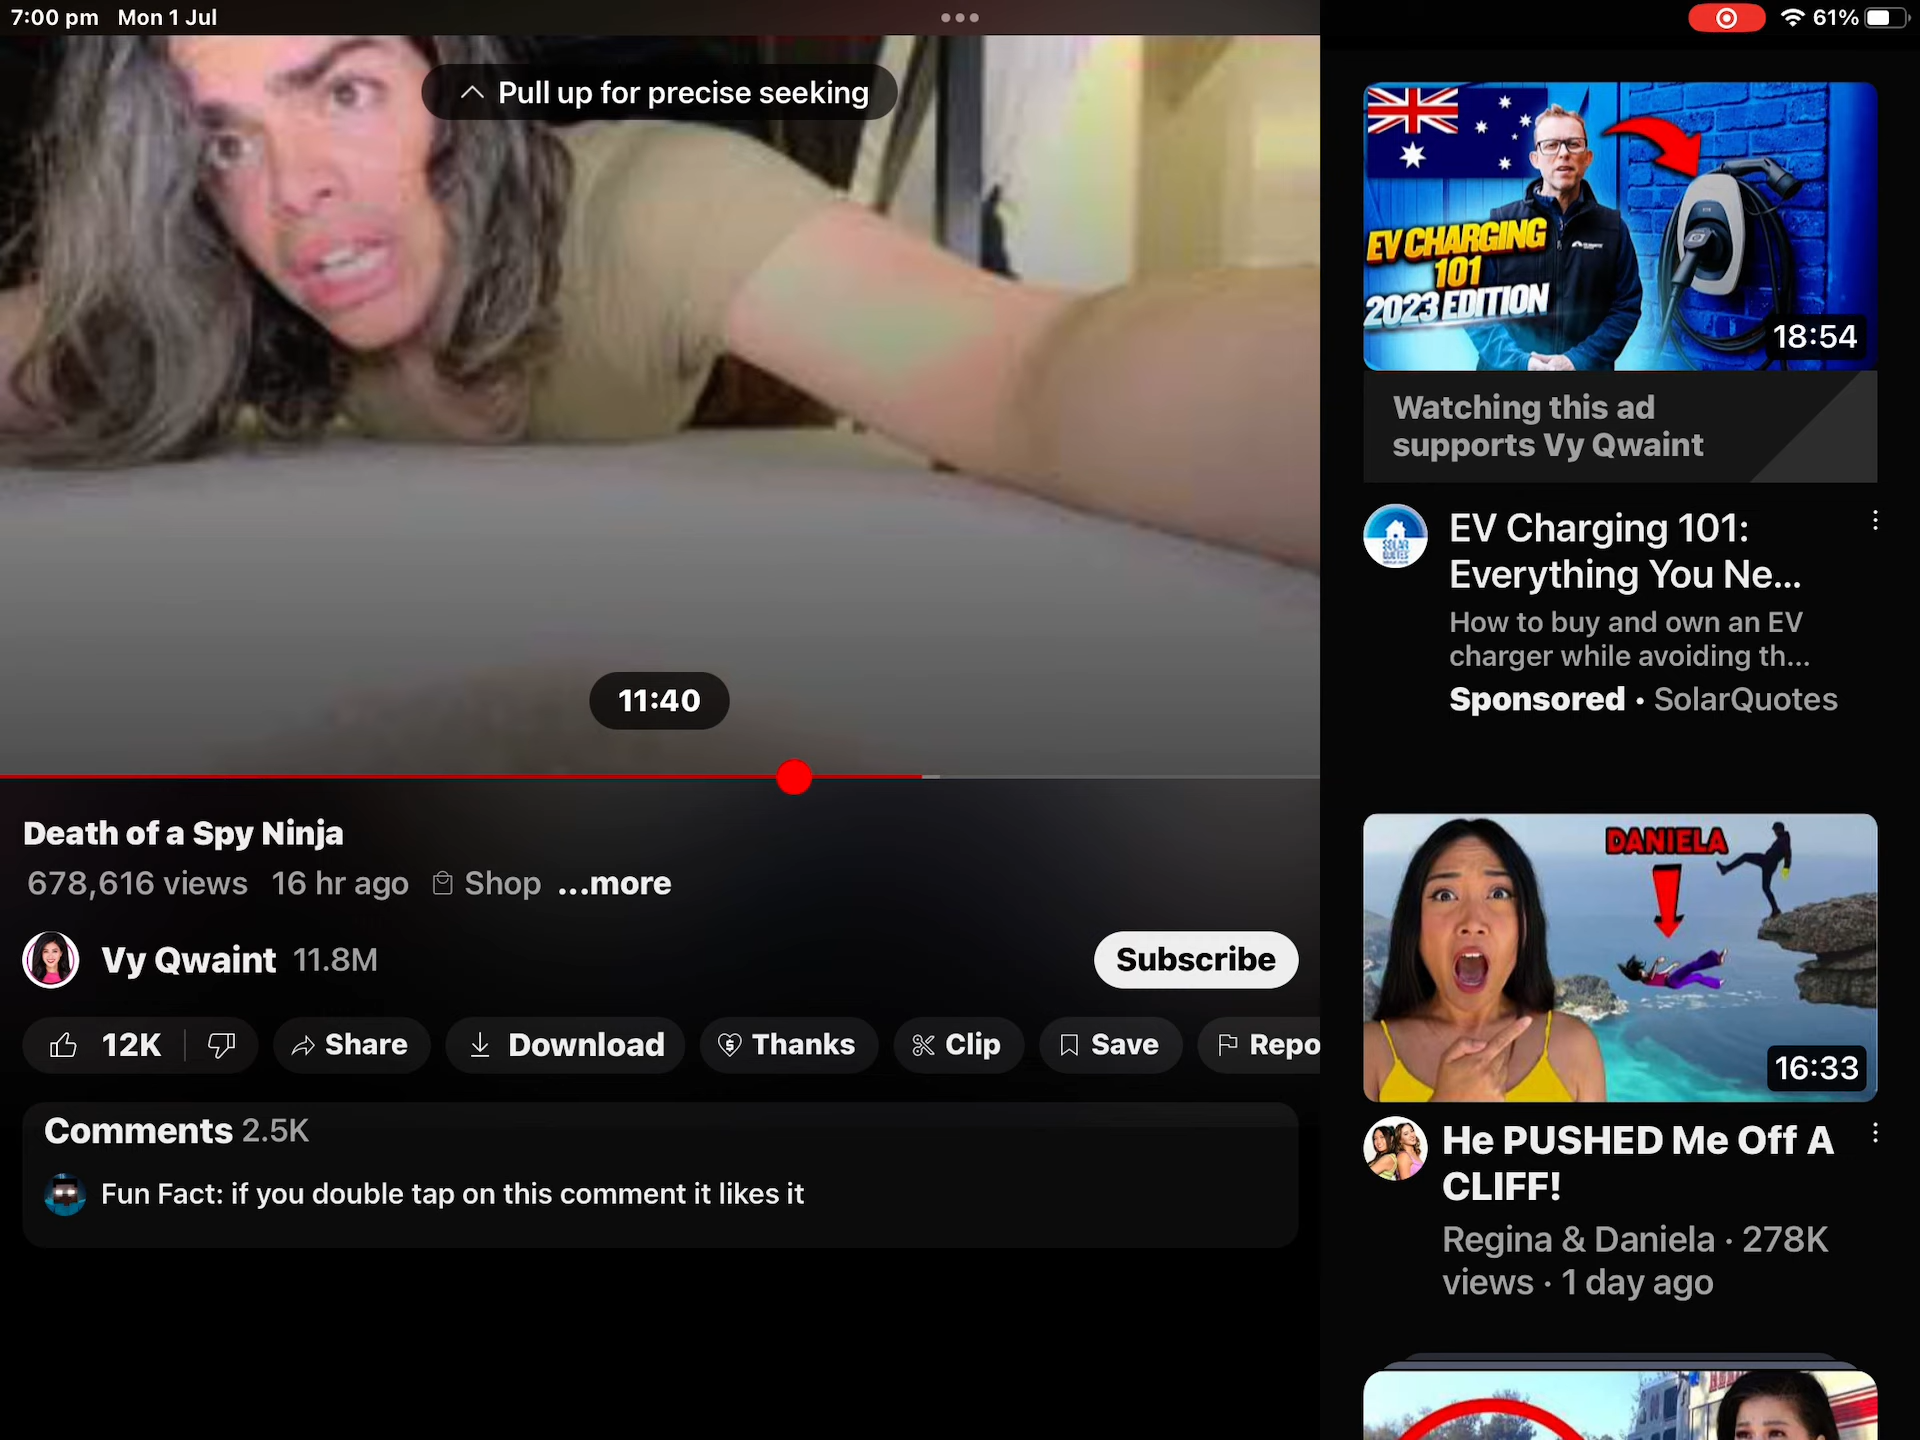 7:00 pm Mon 1 Jul
61%
Pull up for precise seeking
11:40
Death of a Spy Ninja
678,616 views 16 hr ago Shop ...more
Vy Qwaint 11.8M
Subscribe
12K
Share
Download
Thanks
Clip
Save
Repo
Comments 2.5K
Fun Fact: if you double tap on this comment it likes it
EV CHARGING
101
2023 EDITION
18:54
Watching this ad
supports Vy Qwaint
SOLAR
QUOTES
EV Charging 101:
Everything You Ne...
How to buy and own an EV
charger while avoiding th...
Sponsored · SolarQuotes
DANIELA
16:33
He PUSHED Me Off A
CLIFF!
Regina & Daniela · 278K
views · 1 day ago